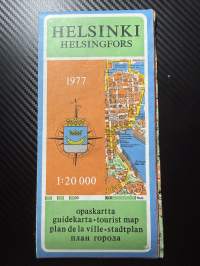 HELSINKI
HELSINGFORS
1977
1:20 000
opaskartta
guidekarta-tourist map
plan de la ville-stadtplan
план города